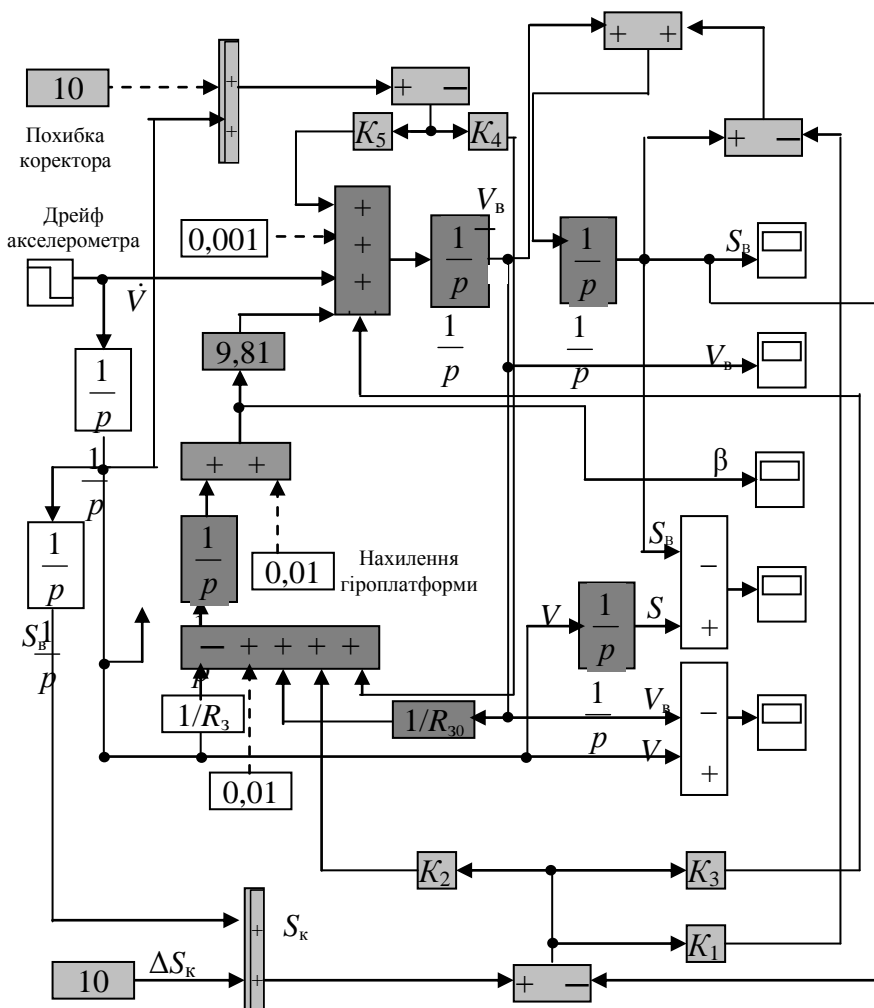 + +
10
+
+
+ −
+ −
Похибка
коректора
K₅
K₄
Дрейф
акселерометра
0,001
+
+
+
Vв
1/p
1/p
Sв
V̇
1/p
1/p
Vв
9,81
1/p
1/p
+ +
β
1/p
1/p
0,01
Нахилення
гіроплатформи
Sв
−
+
V
1/p
S
Sв
1/p
− + + + +
p
1/Rз
1/Rз0
1/p
Vв
V
−
+
0,01
K₂
K₃
+
+
Sк
K₁
10
ΔSк
+ −